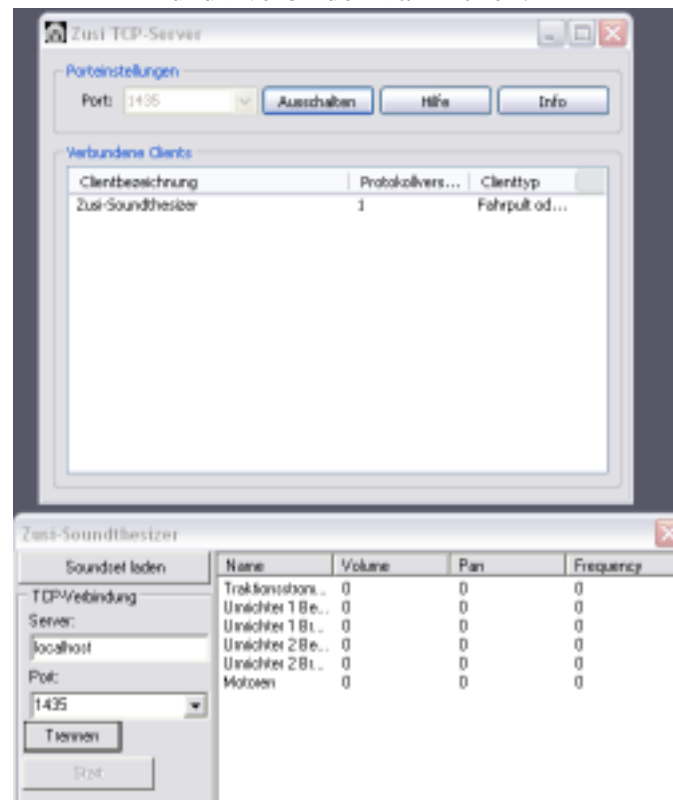 Zusi TCP-Server
Porteinstellungen
Port: 1435 Ausschalten Hilfe Info
Verbundene Clients
Clientbezeichnung Protokollvers... Clienttyp
Zusi-Soundthesizer 1 Fahrpult od...
Zusi-Soundthesizer
Soundset laden
TCP-Verbindung
Server:
localhost
Port:
1435
Trennen
Start
Name Volume Pan Frequency
Traktionsstrom... 0 0 0
Umrichter 1 Be... 0 0 0
Umrichter 1 Br... 0 0 0
Umrichter 2 Be... 0 0 0
Umrichter 2 Br... 0 0 0
Motoren 0 0 0